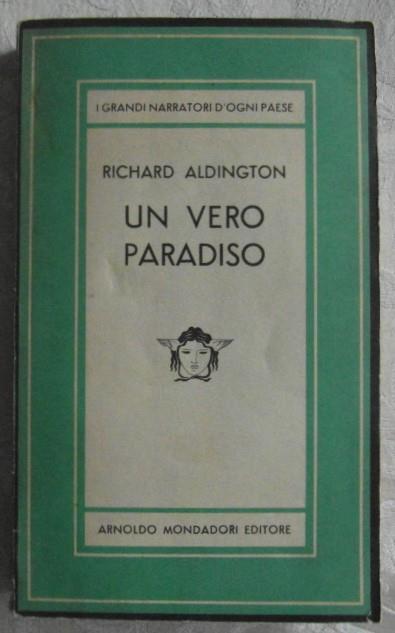 I GRANDI NARRATORI D'OGNI PAESE
RICHARD ALDINGTON
UN VERO
PARADISO
ARNOLDO MONDADORI EDITORE